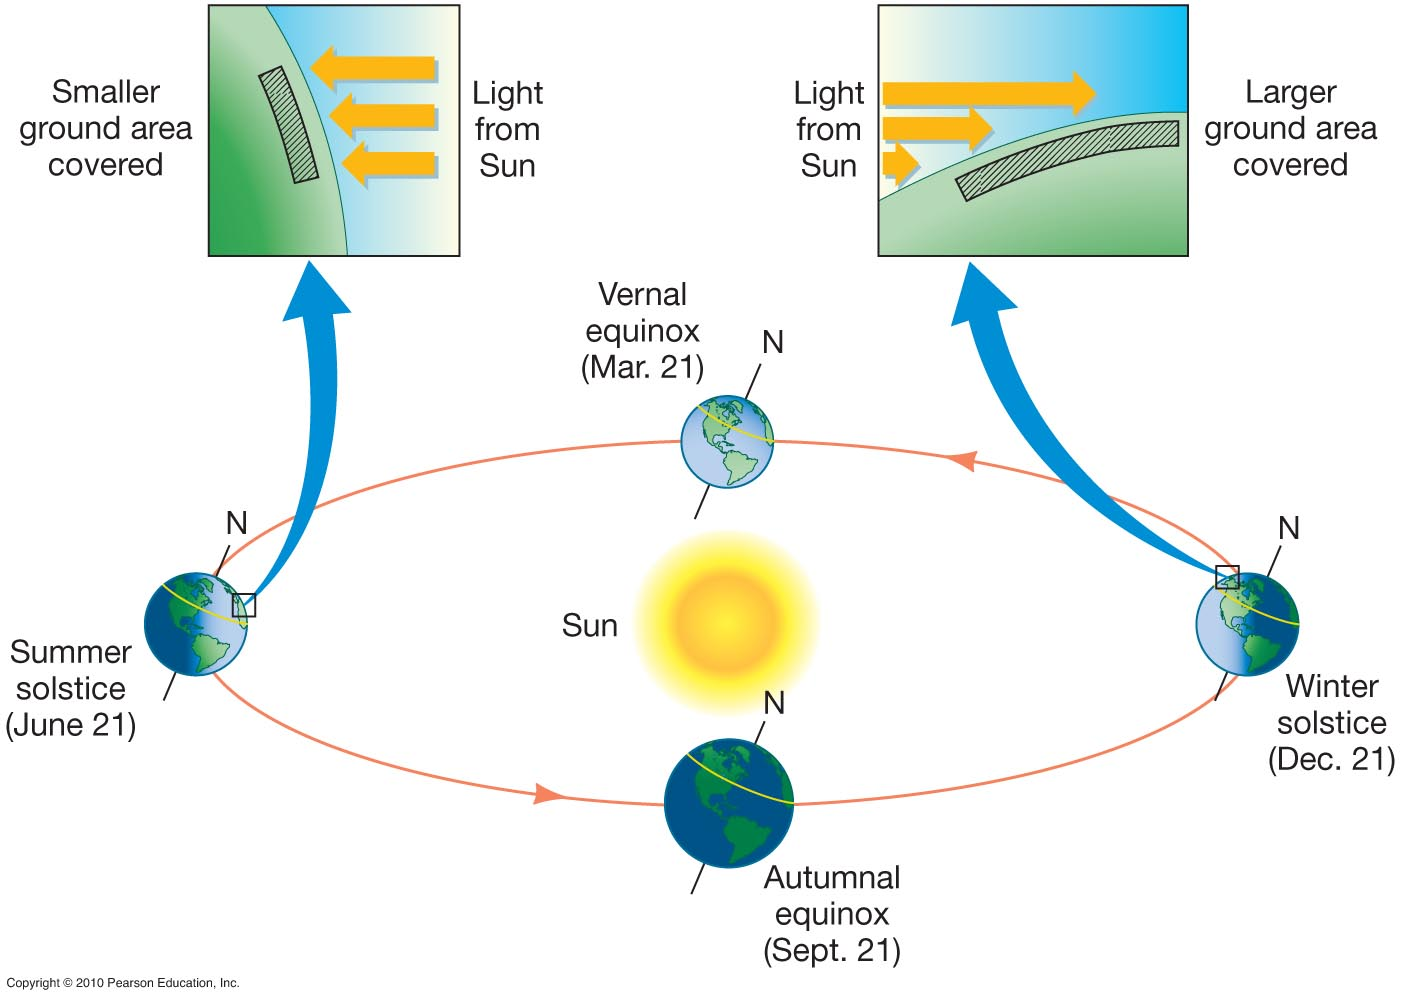 Smaller
ground area
covered
Light
from
Sun
Light
from
Sun
Larger
ground area
covered
Vernal
equinox
(Mar. 21)
N
N
N
Summer
solstice
(June 21)
Sun
Winter
solstice
(Dec. 21)
N
Autumnal
equinox
(Sept. 21)
Copyright © 2010 Pearson Education, Inc.